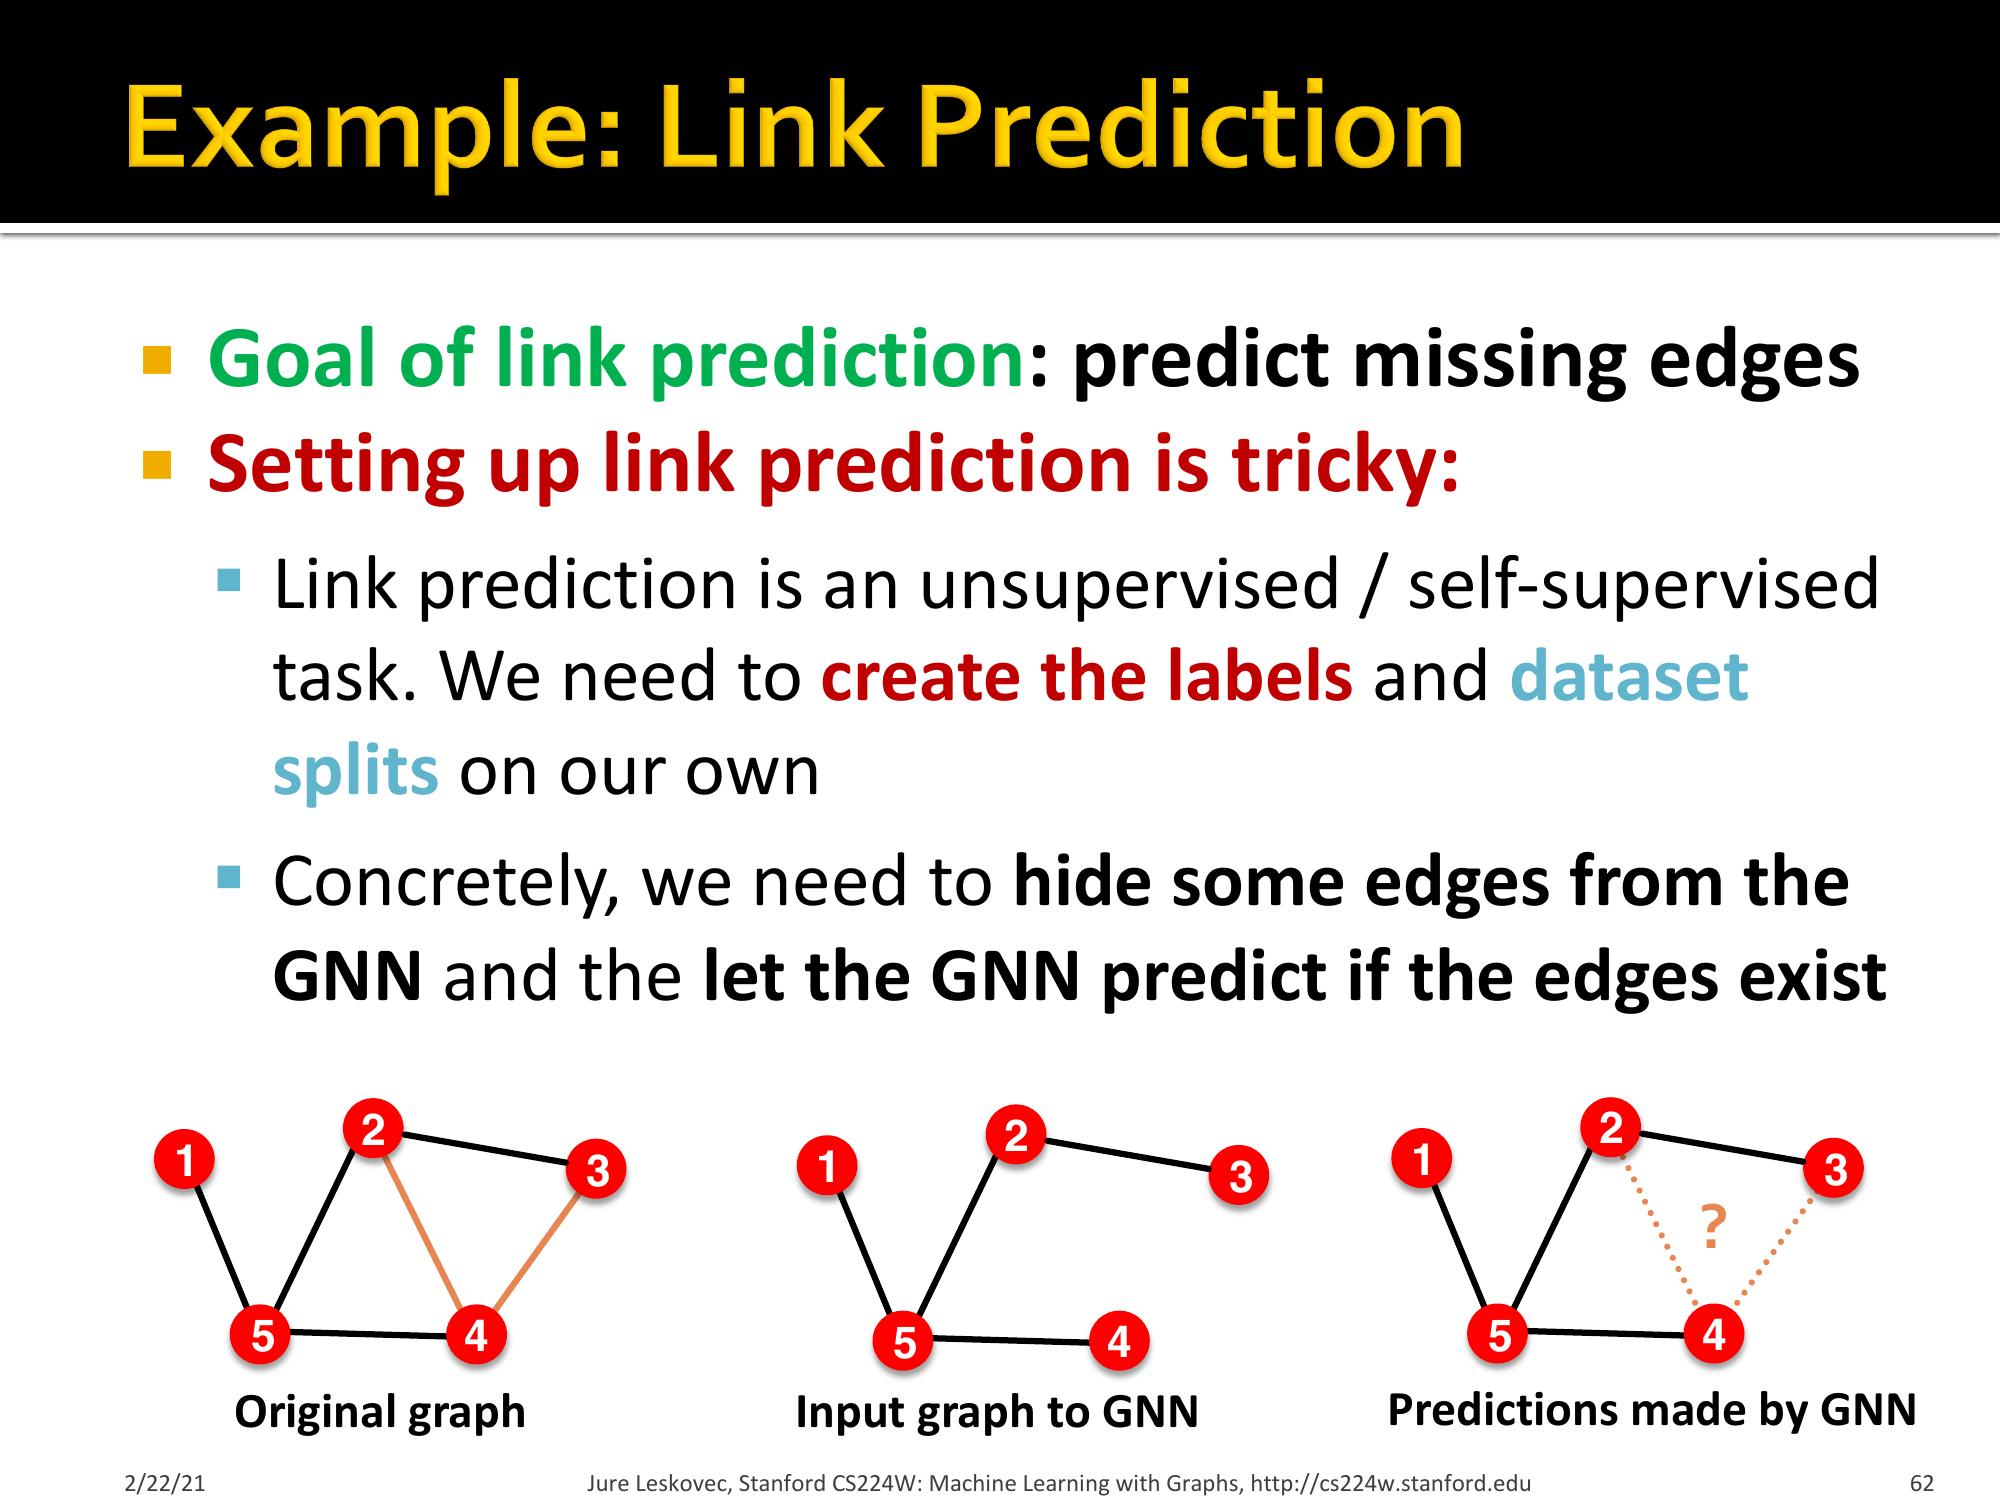 Example: Link Prediction
Goal of link prediction: predict missing edges
Setting up link prediction is tricky:
Link prediction is an unsupervised / self-supervised
task. We need to create the labels and dataset
splits on our own
Concretely, we need to hide some edges from the
GNN and the let the GNN predict if the edges exist
1
2
3
5
4
Original graph
1
2
3
5
4
Input graph to GNN
1
2
3
?
5
4
Predictions made by GNN
2/22/21
Jure Leskovec, Stanford CS224W: Machine Learning with Graphs, http://cs224w.stanford.edu
62